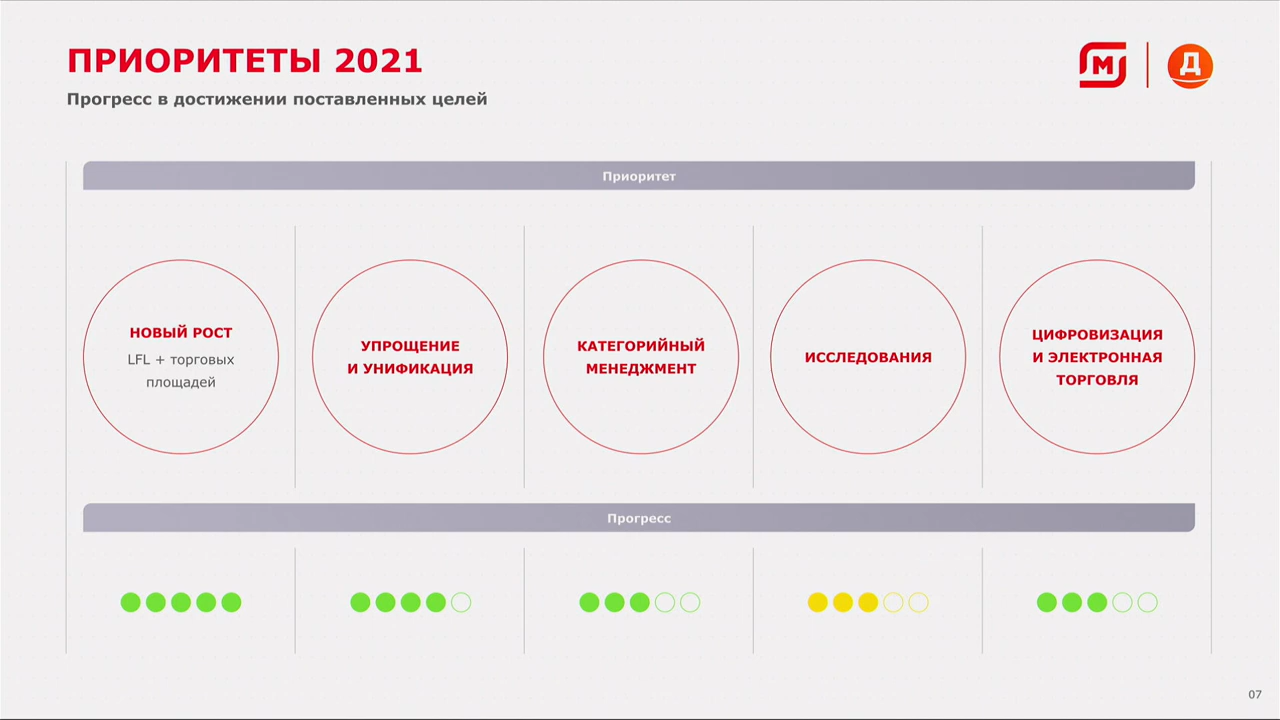 ПРИОРИТЕТЫ 2021
Прогресс в достижении поставленных целей
М
Д
Приоритет
НОВЫЙ РОСТ
LFL + торговых
площадей
УПРОЩЕНИЕ
И УНИФИКАЦИЯ
КАТЕГОРИЙНЫЙ
МЕНЕДЖМЕНТ
ИССЛЕДОВАНИЯ
ЦИФРОВИЗАЦИЯ
И ЭЛЕКТРОННАЯ
ТОРГОВЛЯ
Прогресс
07